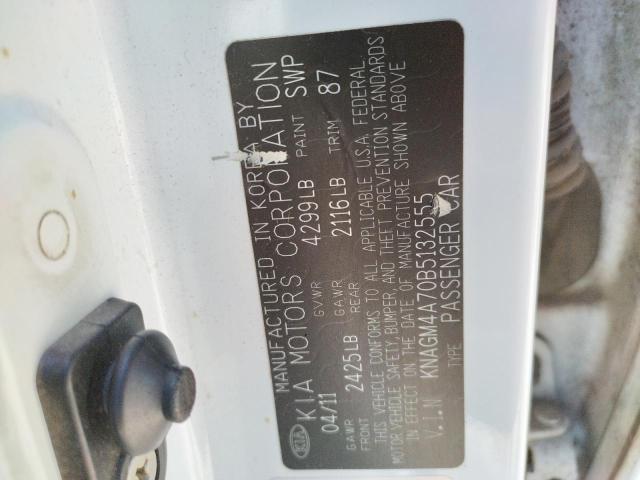 MANUFACTURED IN KOREA BY
KIA KIA MOTORS CORPORATION
04/11 GVWR 4299LB PAINT SWP
GAWR FRONT 2425LB GAWR REAR 2116LB TRIM 87
THIS VEHICLE CONFORMS TO ALL APPLICABLE U.S.A. FEDERAL
MOTOR VEHICLE SAFETY, BUMPER AND THEFT PREVENTION STANDARDS
IN EFFECT ON THE DATE OF MANUFACTURE SHOWN ABOVE
V.I.N KNAGM4A70B5132555
TYPE PASSENGER CAR